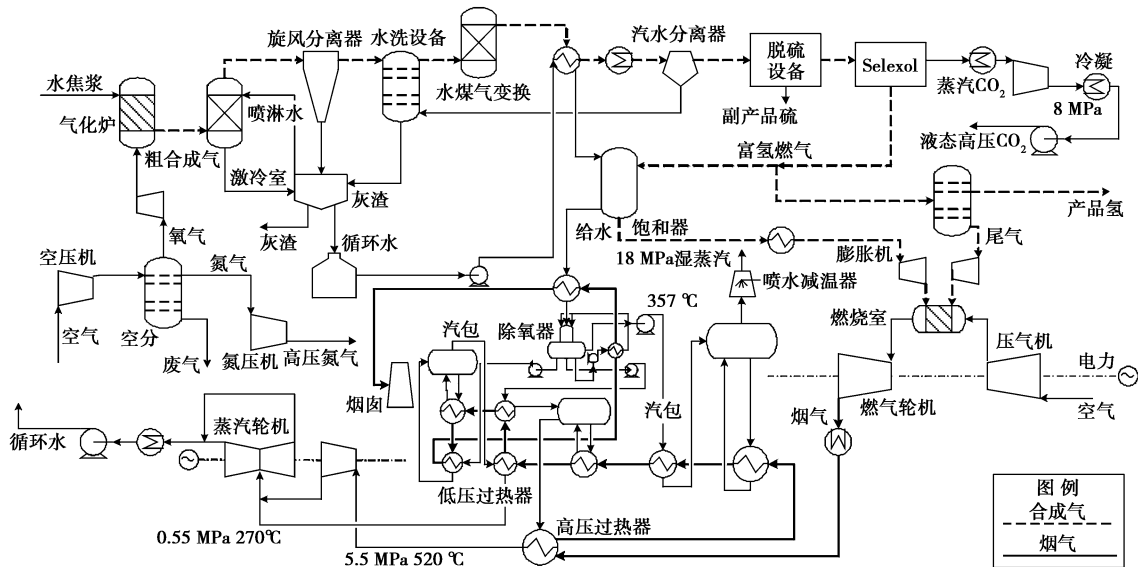 旋风分离器
水洗设备
汽水分离器
脱硫
设备
Selexol
冷凝
蒸汽CO2
8 MPa
水焦浆
喷淋水
水煤气变换
气化炉
副产品硫
液态高压CO2
粗合成气
富氢燃气
激冷室
灰渣
产品氢
灰渣
循环水
给水
饱和器
尾气
氧气
18 MPa湿蒸汽
膨胀机
空压机
氮气
喷水减温器
357 ℃
空气
空分
汽包
除氧器
燃烧室
压气机
废气
氮压机
高压氮气
电力
烟囱
汽包
烟气
燃气轮机
空气
循环水
蒸汽轮机
低压过热器
图 例
合成气
高压过热器
0.55 MPa 270℃
烟气
5.5 MPa 520 ℃